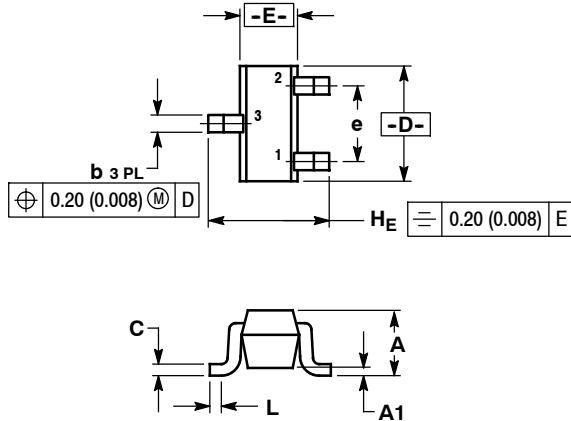 -E-
2
3
e
-D-
1
b 3 PL
⌖ 0.20 (0.008) Ⓜ D
HE
⌯ 0.20 (0.008) E
C
A
L
A1